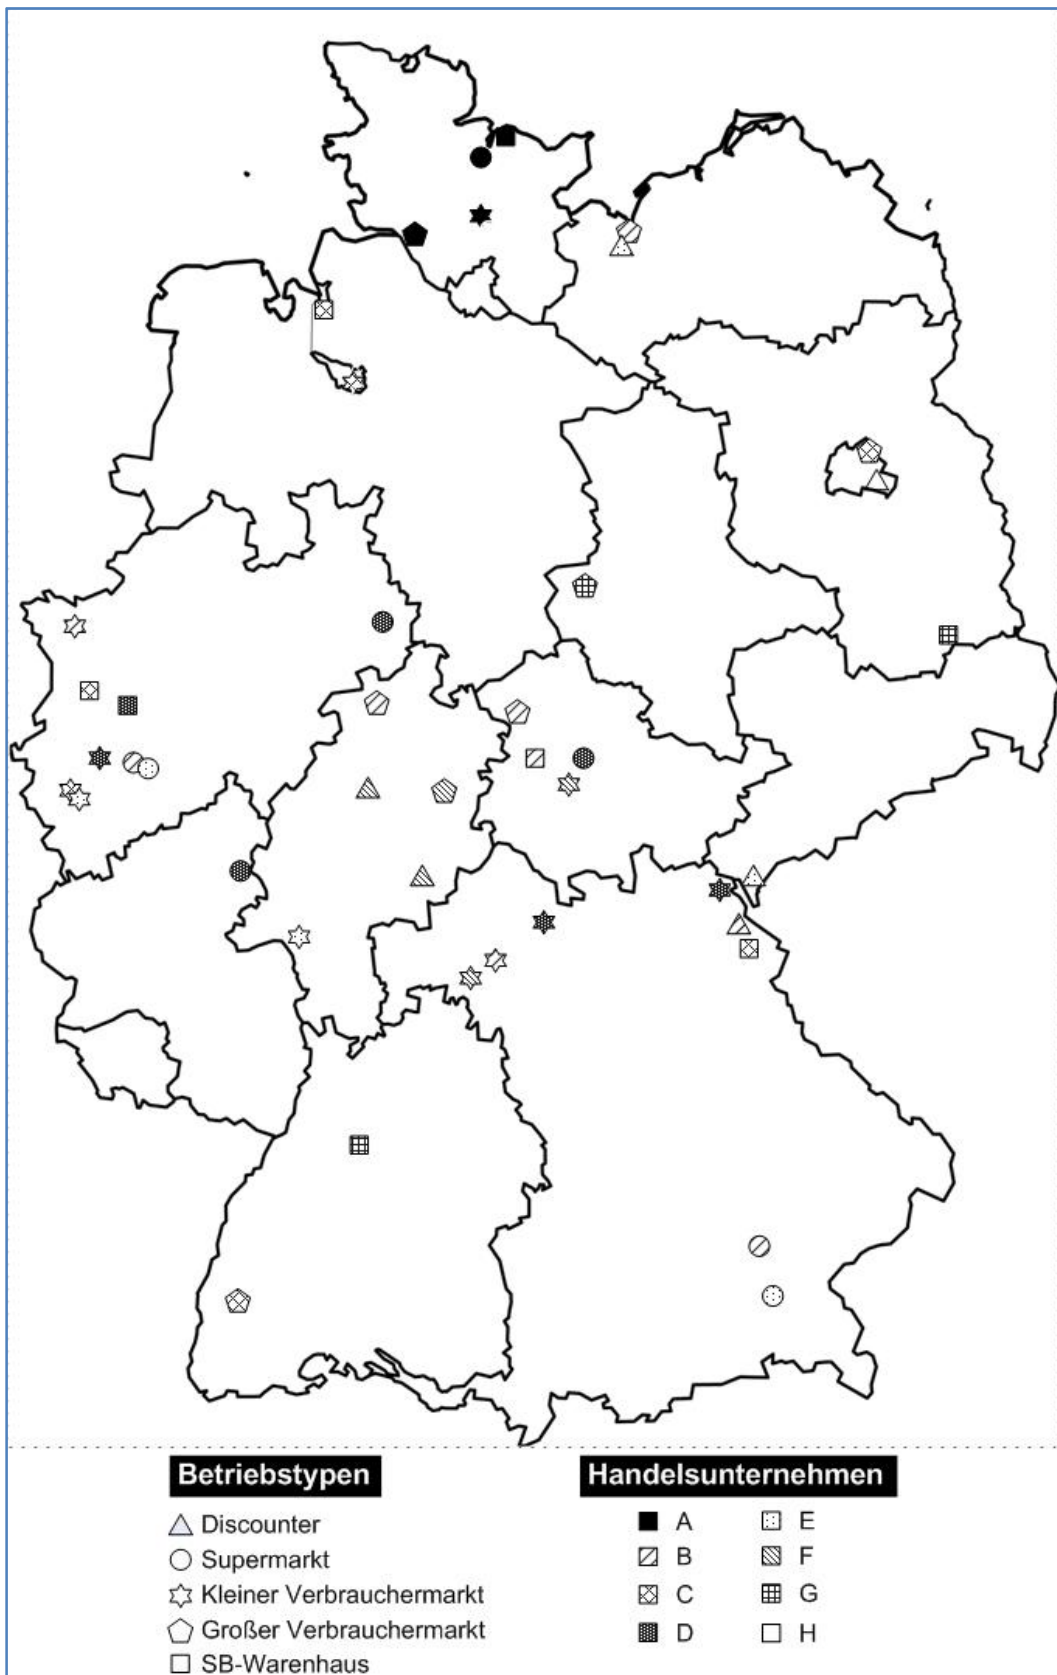 Betriebstypen
Discounter
Supermarkt
Kleiner Verbrauchermarkt
Großer Verbrauchermarkt
SB-Warenhaus
Handelsunternehmen
A
B
C
D
E
F
G
H